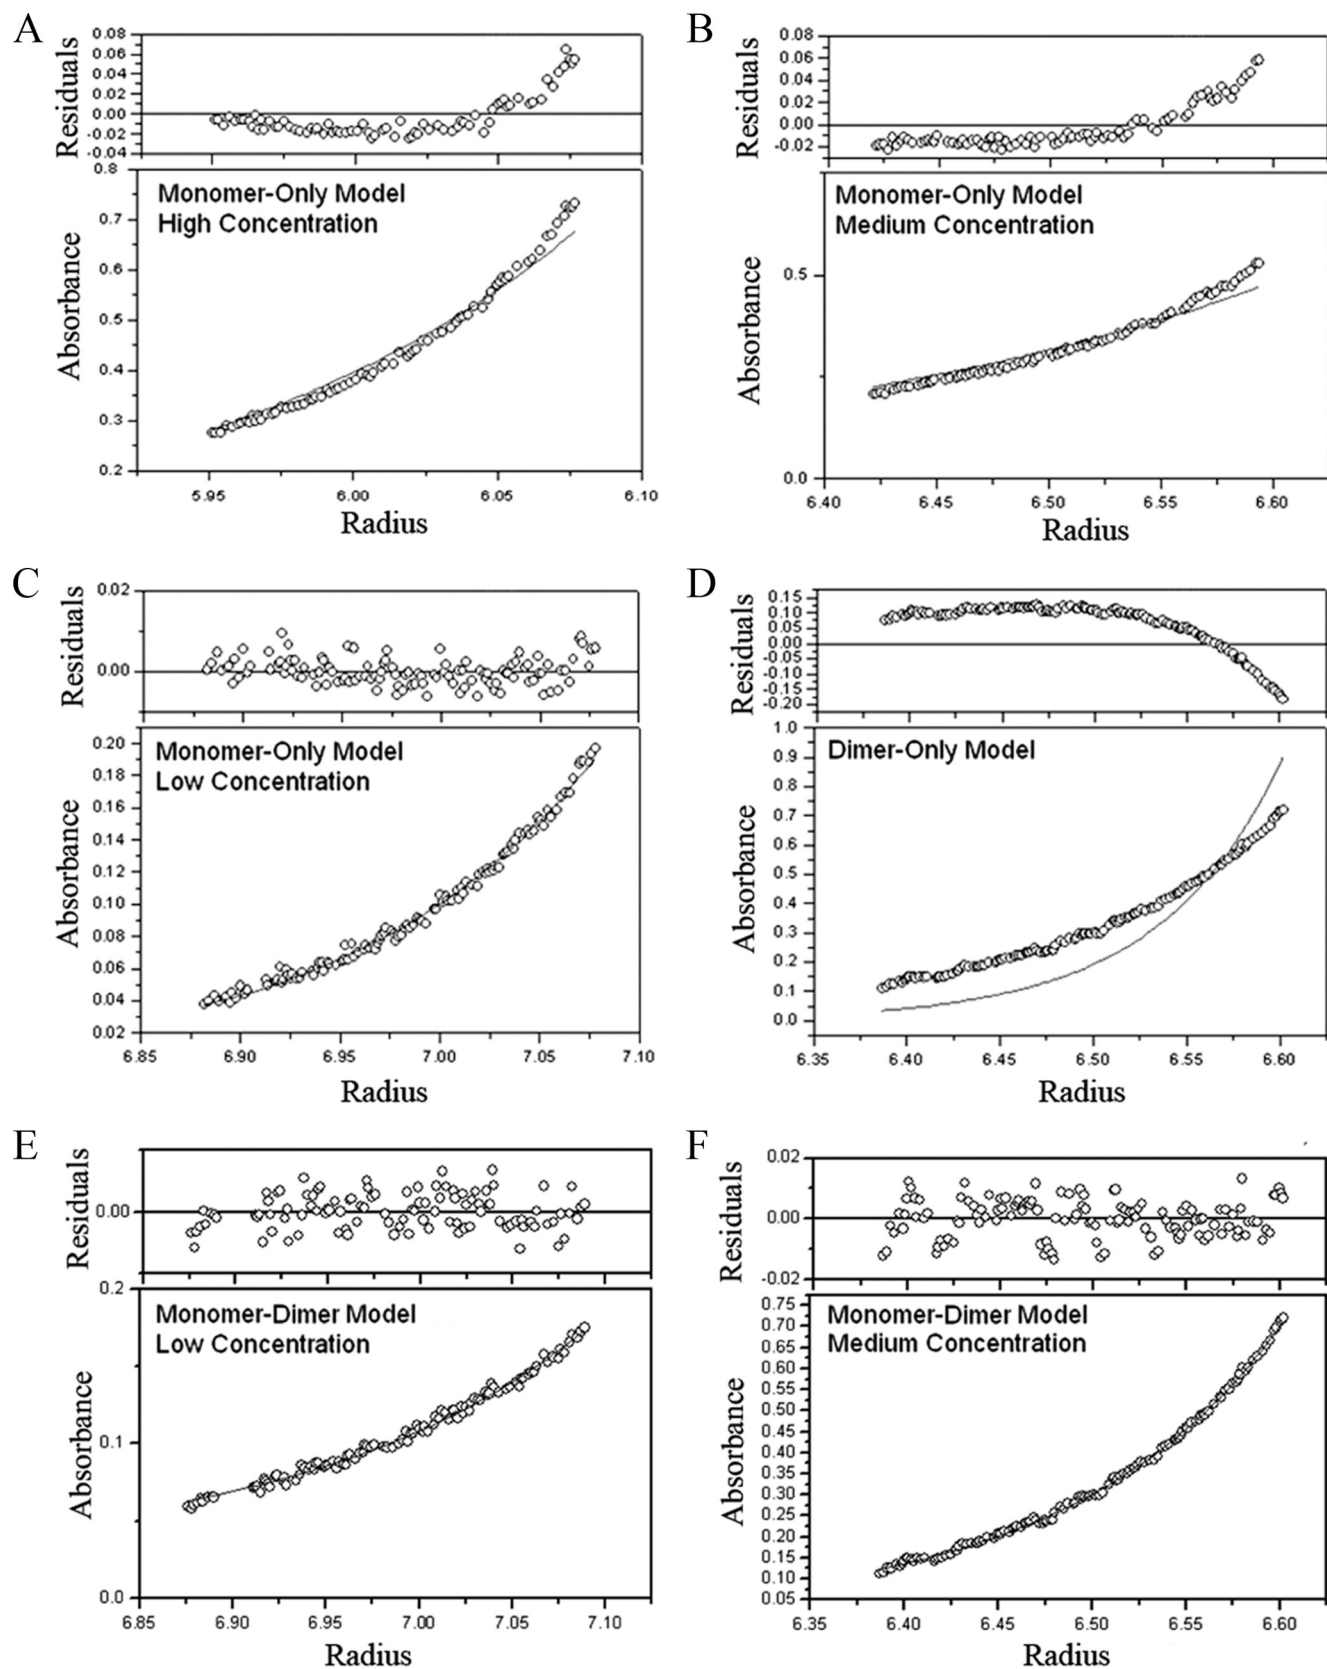 A
Residuals
0.08
0.06
0.04
0.02
0.00
-0.02
-0.04
Absorbance
0.8
0.7
0.6
0.5
0.4
0.3
0.2
Monomer-Only Model
High Concentration
5.95 6.00 6.05 6.10
Radius
B
Residuals
0.08
0.06
0.04
0.02
0.00
-0.02
Absorbance
0.5
0.0
Monomer-Only Model
Medium Concentration
6.40 6.45 6.50 6.55 6.60
Radius
C
Residuals
0.02
0.00
Absorbance
0.20
0.18
0.16
0.14
0.12
0.10
0.08
0.06
0.04
0.02
Monomer-Only Model
Low Concentration
6.85 6.90 6.95 7.00 7.05 7.10
Radius
D
Residuals
0.15
0.10
0.05
0.00
-0.05
-0.10
-0.15
-0.20
Absorbance
1.0
0.9
0.8
0.7
0.6
0.5
0.4
0.3
0.2
0.1
0.0
Dimer-Only Model
6.35 6.40 6.45 6.50 6.55 6.60
Radius
E
Residuals
0.00
Absorbance
0.2
0.1
0.0
Monomer-Dimer Model
Low Concentration
6.85 6.90 6.95 7.00 7.05 7.10
Radius
F
Residuals
0.02
0.00
-0.02
Absorbance
0.75
0.70
0.65
0.60
0.55
0.50
0.45
0.40
0.35
0.30
0.25
0.20
0.15
0.10
0.05
Monomer-Dimer Model
Medium Concentration
6.35 6.40 6.45 6.50 6.55 6.60
Radius